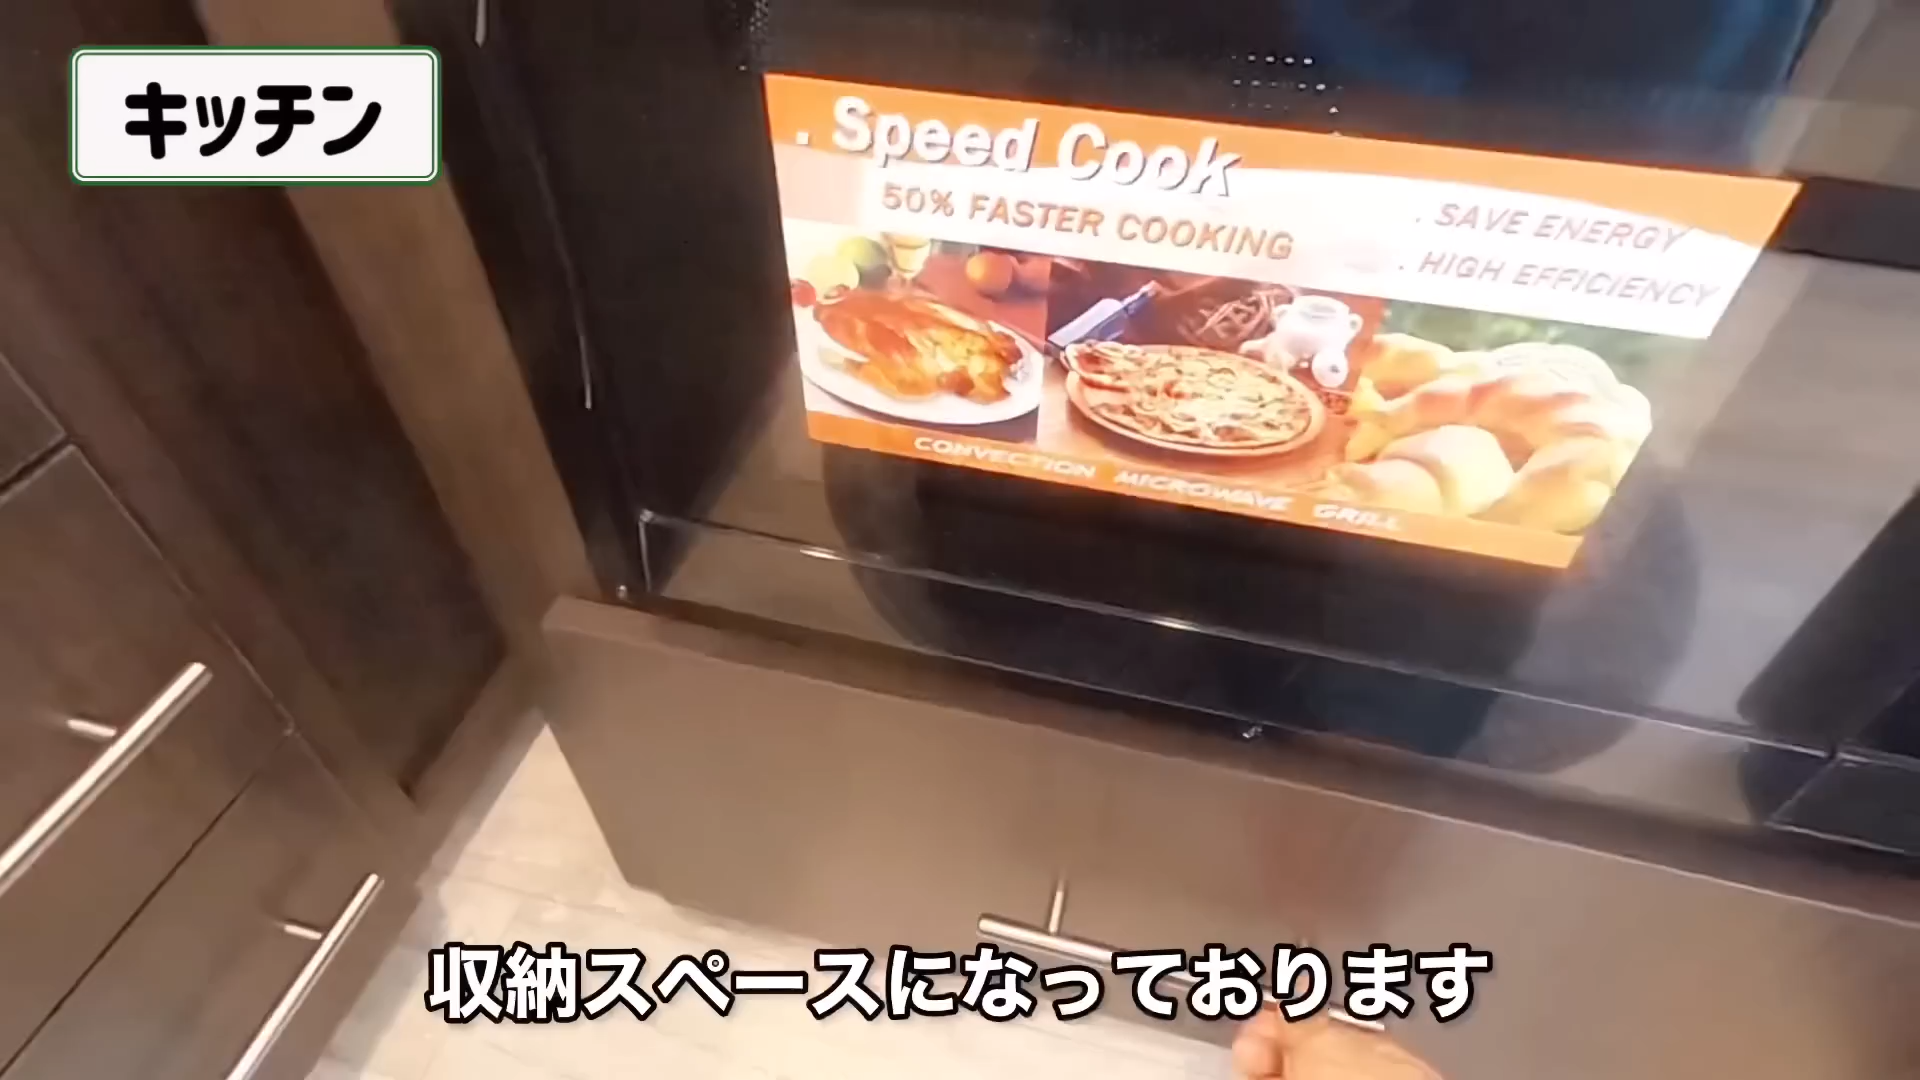 キッチン
. Speed Cook
50% FASTER COOKING
. SAVE ENERGY
. HIGH EFFICIENCY
CONVECTION MICROWAVE GRILL
収納スペースになっております